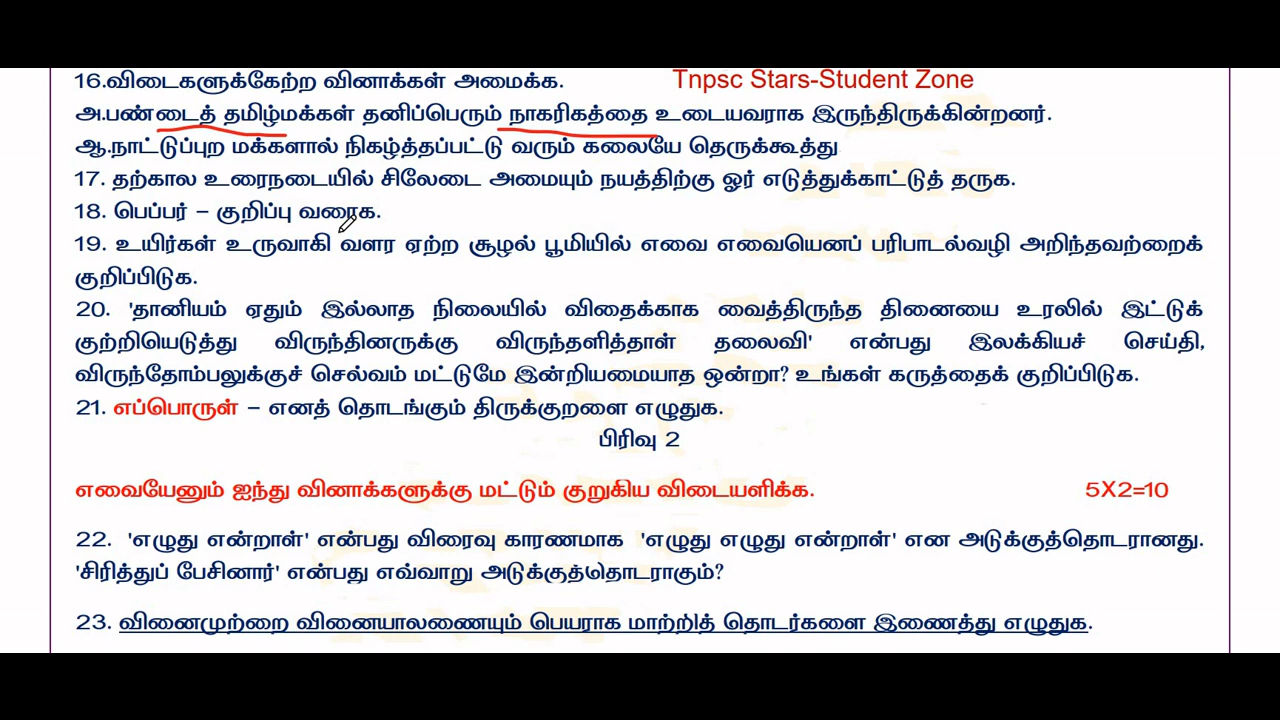 16.விடைகளுக்கேற்ற வினாக்கள் அமைக்க. Tnpsc Stars-Student Zone
அ.பண்டைத் தமிழ்மக்கள் தனிப்பெரும் நாகரிகத்தை உடையவராக இருந்திருக்கின்றனர்.
ஆ.நாட்டுப்புற மக்களால் நிகழ்த்தப்பட்டு வரும் கலையே தெருக்கூத்து
17. தற்கால உரைநடையில் சிலேடை அமையும் நயத்திற்கு ஓர் எடுத்துக்காட்டுத் தருக.
18. பெப்பர் – குறிப்பு வரைக.
19. உயிர்கள் உருவாகி வளர ஏற்ற சூழல் பூமியில் எவை எவையெனப் பரிபாடல்வழி அறிந்தவற்றைக்
குறிப்பிடுக.
20. 'தானியம் ஏதும் இல்லாத நிலையில் விதைக்காக வைத்திருந்த தினையை உரலில் இட்டுக்
குற்றியெடுத்து விருந்தினருக்கு விருந்தளித்தாள் தலைவி' என்பது இலக்கியச் செய்தி,
விருந்தோம்பலுக்குச் செல்வம் மட்டுமே இன்றியமையாத ஒன்றா? உங்கள் கருத்தைக் குறிப்பிடுக.
21. எப்பொருள் – எனத் தொடங்கும் திருக்குறளை எழுதுக.
பிரிவு 2
எவையேனும் ஐந்து வினாக்களுக்கு மட்டும் குறுகிய விடையளிக்க. 5X2=10
22. 'எழுது என்றாள்' என்பது விரைவு காரணமாக 'எழுது எழுது என்றாள்' என அடுக்குத்தொடரானது.
'சிரித்துப் பேசினார்' என்பது எவ்வாறு அடுக்குத்தொடராகும்?
23. வினைமுற்றை வினையாலணையும் பெயராக மாற்றித் தொடர்களை இணைத்து எழுதுக.